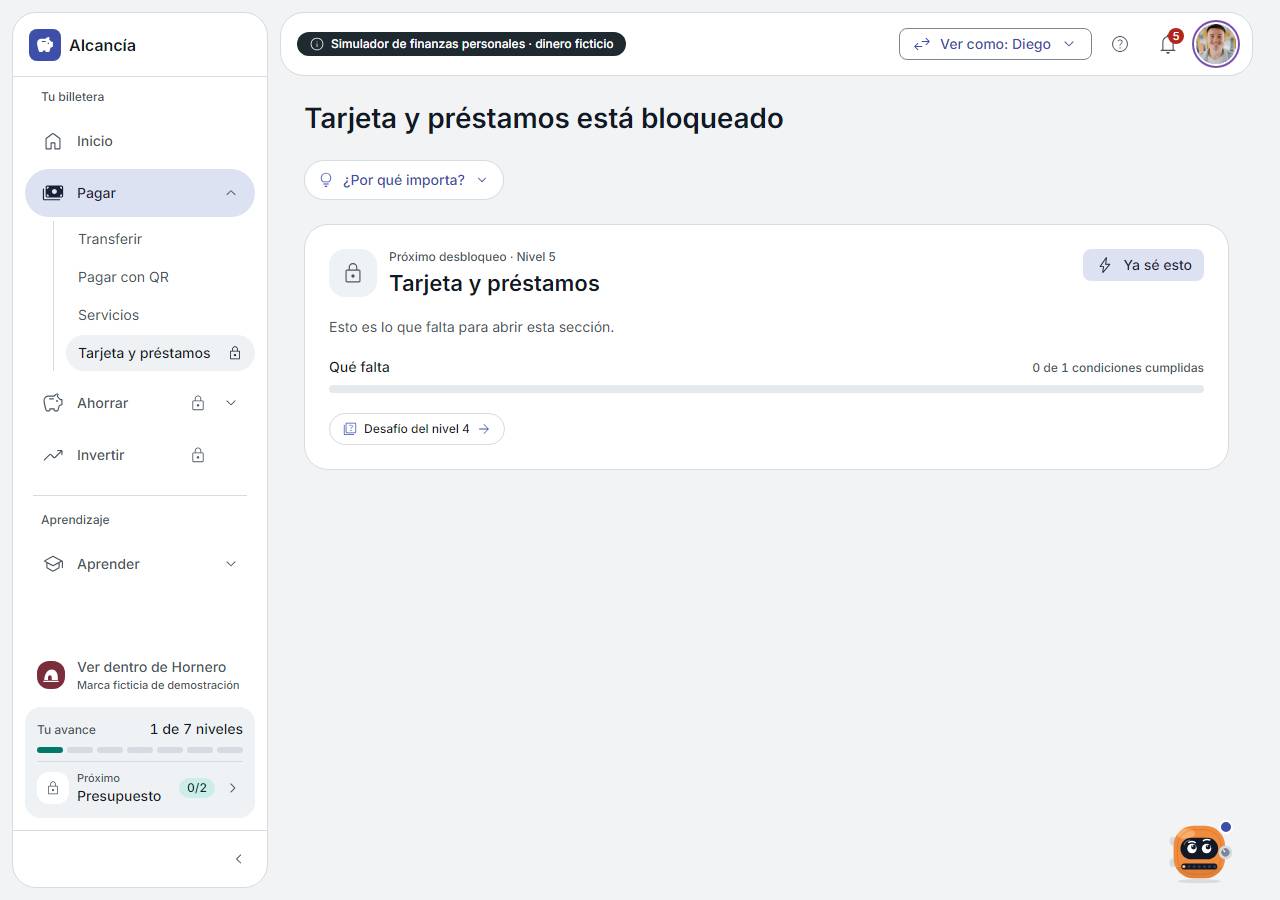 Alcancía
Tu billetera
Inicio
Pagar
Transferir
Pagar con QR
Servicios
Tarjeta y préstamos
Ahorrar
Invertir
Aprendizaje
Aprender
Ver dentro de Hornero
Marca ficticia de demostración
Tu avance
1 de 7 niveles
Próximo
Presupuesto
0/2
Simulador de finanzas personales · dinero ficticio
Ver como: Diego
5
Tarjeta y préstamos está bloqueado
¿Por qué importa?
Próximo desbloqueo · Nivel 5
Tarjeta y préstamos
Ya sé esto
Esto es lo que falta para abrir esta sección.
Qué falta
0 de 1 condiciones cumplidas
Desafío del nivel 4